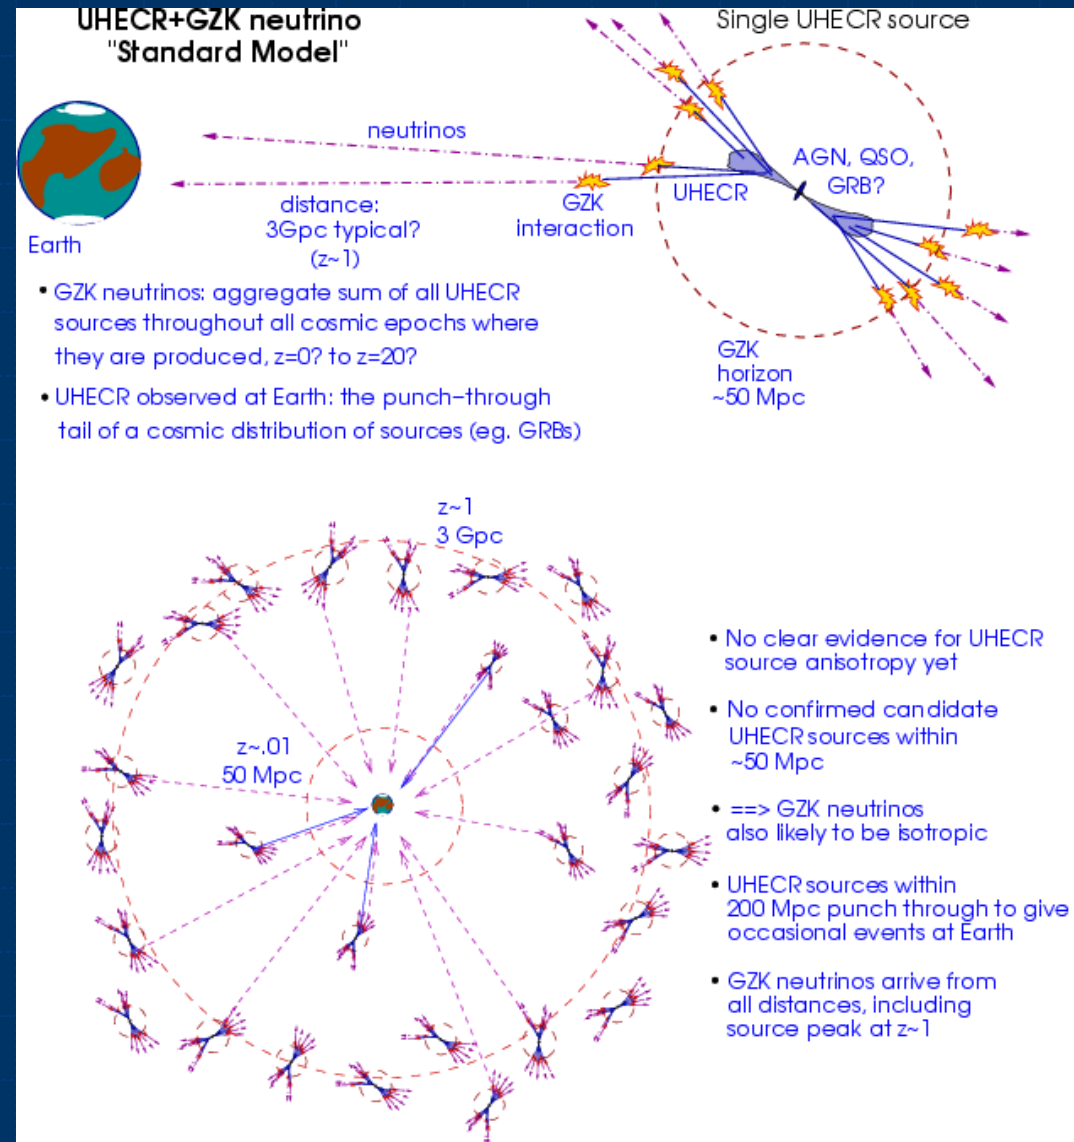 UHECR+GZK neutrino
"Standard Model"
Single UHECR source
neutrinos
AGN, QSO,
GRB?
UHECR
GZK
interaction
distance:
3Gpc typical?
(z~1)
Earth
• GZK neutrinos: aggregate sum of all UHECR
sources throughout all cosmic epochs where
they are produced, z=0? to z=20?
GZK
horizon
~50 Mpc
• UHECR observed at Earth: the punch-through
tail of a cosmic distribution of sources (eg. GRBs)
z~1
3 Gpc
z~.01
50 Mpc
• No clear evidence for UHECR
source anisotropy yet
• No confirmed candidate
UHECR sources within
~50 Mpc
• ==> GZK neutrinos
also likely to be isotropic
• UHECR sources within
200 Mpc punch through to give
occasional events at Earth
• GZK neutrinos arrive from
all distances, including
source peak at z~1